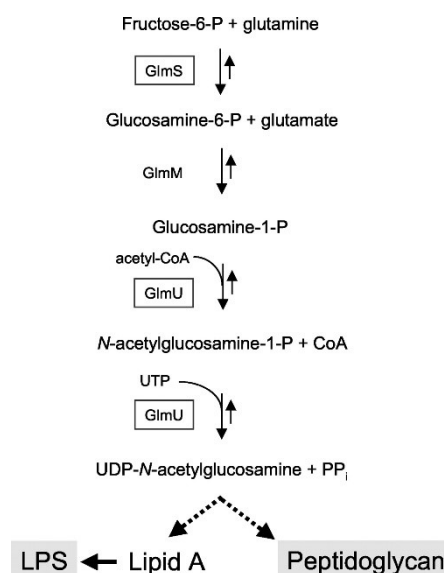 Fructose-6-P + glutamine
GlmS
Glucosamine-6-P + glutamate
GlmM
Glucosamine-1-P
acetyl-CoA
GlmU
N-acetylglucosamine-1-P + CoA
UTP
GlmU
UDP-N-acetylglucosamine + PPi
LPS Lipid A Peptidoglycan